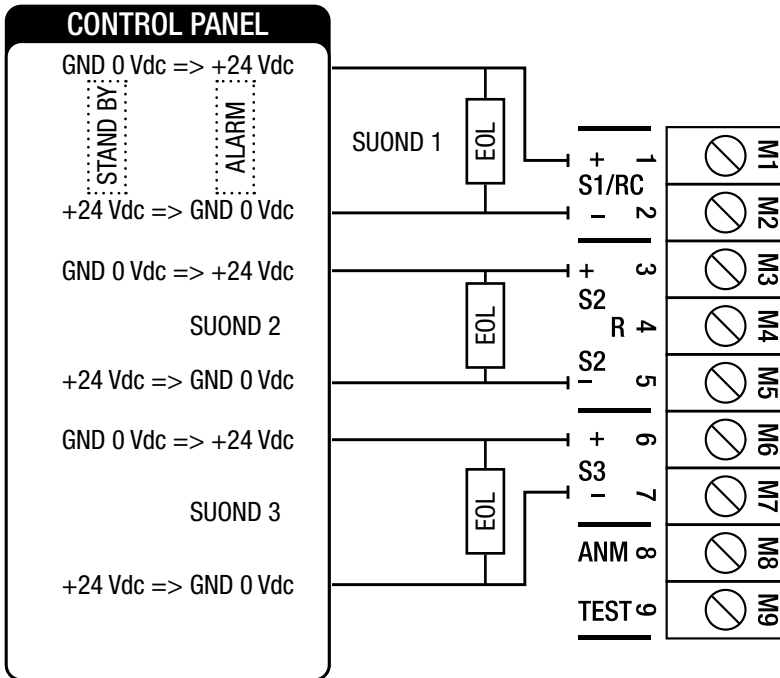 CONTROL PANEL
GND 0 Vdc => +24 Vdc
STAND BY
ALARM
SUOND 1
EOL
+24 Vdc => GND 0 Vdc
GND 0 Vdc => +24 Vdc
SUOND 2
EOL
+24 Vdc => GND 0 Vdc
GND 0 Vdc => +24 Vdc
SUOND 3
EOL
+24 Vdc => GND 0 Vdc
+ 1 M1
S1/RC
– 2 M2
+ 3 M3
S2
R 4 M4
S2
– 5 M5
+ 6 M6
S3
– 7 M7
ANM 8 M8
TEST 9 M9